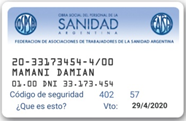 OBRA SOCIAL DEL PERSONAL DE LA
SANIDAD
ARGENTINA
FEDERACION DE ASOCIACIONES DE TRABAJADORES DE LA SANIDAD ARGENTINA
20-33173454-4/00
MAMANI DAMIAN
01.00 DNI 33.173.454
Código de seguridad 402 57
¿Que es esto? Vto: 29/4/2020